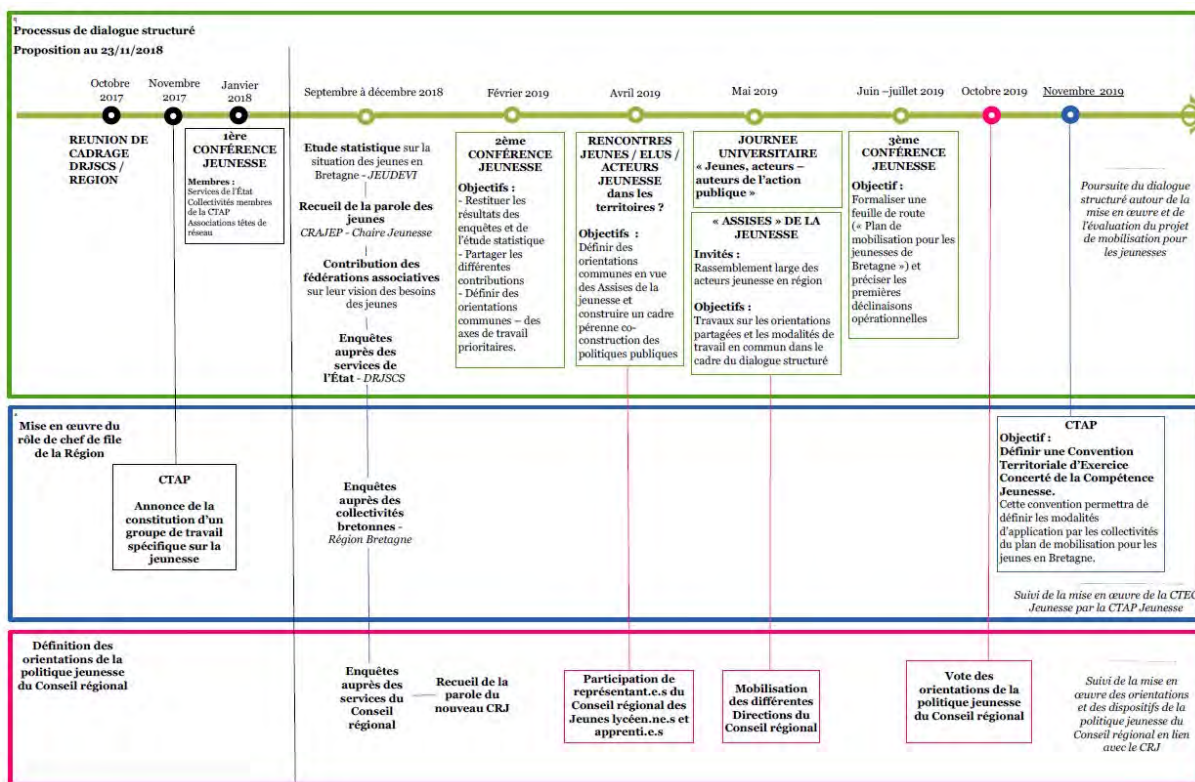 Processus de dialogue structuré
Proposition au 23/11/2018
Octobre
2017
Novembre
2017
Janvier
2018
Septembre à décembre 2018
Février 2019
Avril 2019
Mai 2019
Juin –juillet 2019
Octobre 2019
Novembre 2019
REUNION DE
CADRAGE
DRJSCS /
REGION
1ère
CONFÉRENCE
JEUNESSE
Membres :
Services de l'État
Collectivités membres
de la CTAP
Associations têtes de
réseau
Etude statistique sur la
situation des jeunes en
Bretagne - JEUDEVI
Recueil de la parole des
jeunes
CRAJEP - Chaire Jeunesse
Contribution des
fédérations associatives
sur leur vision des besoins
des jeunes
Enquêtes
auprès des
services de
l'État - DRJSCS
2ème
CONFÉRENCE
JEUNESSE
Objectifs :
- Restituer les
résultats des
enquêtes et de
l'étude statistique
- Partager les
différentes
contributions
- Définir des
orientations
communes – des
axes de travail
prioritaires.
RENCONTRES
JEUNES / ELUS /
ACTEURS
JEUNESSE
dans les
territoires ?
Objectifs :
Définir des
orientations
communes en vue
des Assises de la
jeunesse et
construire un cadre
pérenne co-
construction des
politiques publiques
JOURNEE
UNIVERSITAIRE
« Jeunes, acteurs –
auteurs de l'action
publique »
« ASSISES » DE LA
JEUNESSE
Invités :
Rassemblement large des
acteurs jeunesse en région
Objectifs :
Travaux sur les orientations
partagées et les modalités de
travail en commun dans le
cadre du dialogue structuré
3ème
CONFÉRENCE
JEUNESSE
Objectif :
Formaliser une
feuille de route
(« Plan de
mobilisation pour les
jeunesses de
Bretagne ») et
préciser les
premières
déclinaisons
opérationnelles
Poursuite du dialogue
structuré autour de la
mise en œuvre et de
l'évaluation du projet
de mobilisation pour
les jeunesses
Mise en œuvre du
rôle de chef de file
de la Région
CTAP
Annonce de la
constitution d'un
groupe de travail
spécifique sur la
jeunesse
Enquêtes
auprès des
collectivités
bretonnes -
Région Bretagne
CTAP
Objectif :
Définir une Convention
Territoriale d'Exercice
Concerté de la Compétence
Jeunesse.
Cette convention permettra de
définir les modalités
d'application par les collectivités
du plan de mobilisation pour les
jeunes en Bretagne.
Suivi de la mise en œuvre de la CTEC
Jeunesse par la CTAP Jeunesse
Définition des
orientations de la
politique jeunesse
du Conseil régional
Enquêtes
auprès des
services du
Conseil
régional
Recueil de la
parole du
nouveau CRJ
Participation de
représentant.e.s du
Conseil régional des
Jeunes lycéen.ne.s et
apprenti.e.s
Mobilisation
des différentes
Directions du
Conseil régional
Vote des
orientations de la
politique jeunesse
du Conseil régional
Suivi de la mise en
œuvre des orientations
et des dispositifs de la
politique jeunesse du
Conseil régional en lien
avec le CRJ